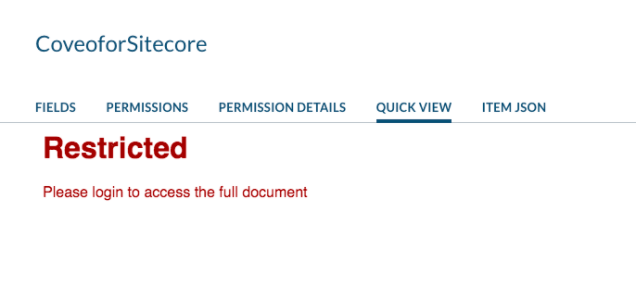 CoveoforSitecore
FIELDS PERMISSIONS PERMISSION DETAILS QUICK VIEW ITEM JSON
Restricted
Please login to access the full document